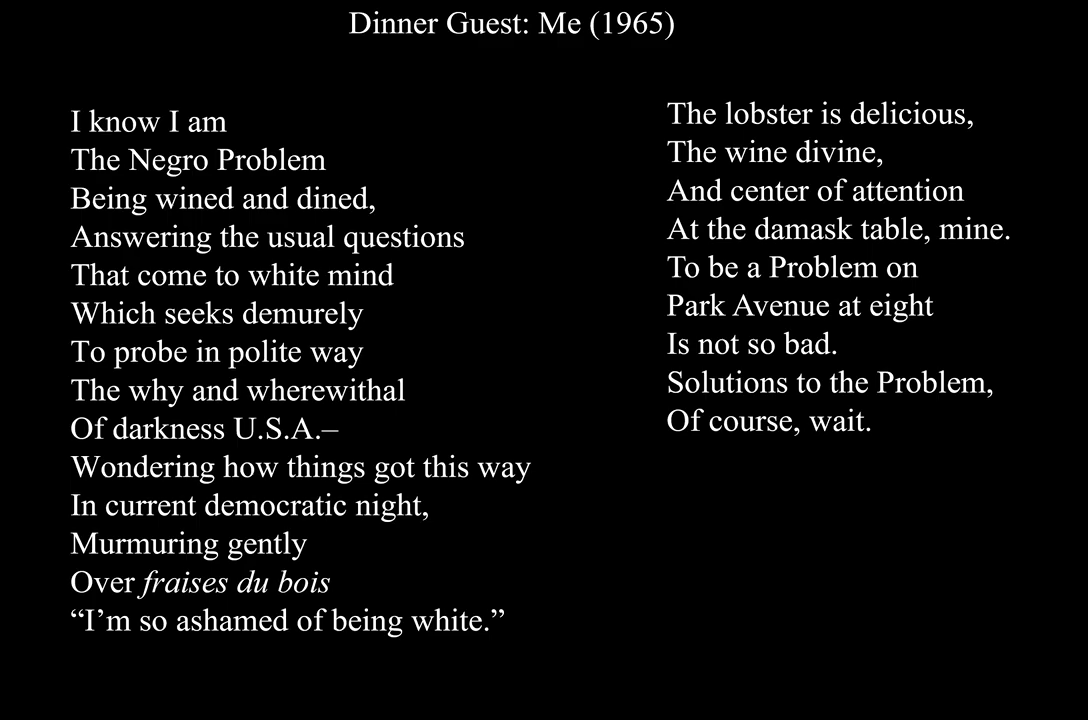 Dinner Guest: Me (1965)
I know I am
The Negro Problem
Being wined and dined,
Answering the usual questions
That come to white mind
Which seeks demurely
To probe in polite way
The why and wherewithal
Of darkness U.S.A.–
Wondering how things got this way
In current democratic night,
Murmuring gently
Over fraises du bois
“I’m so ashamed of being white.”
The lobster is delicious,
The wine divine,
And center of attention
At the damask table, mine.
To be a Problem on
Park Avenue at eight
Is not so bad.
Solutions to the Problem,
Of course, wait.